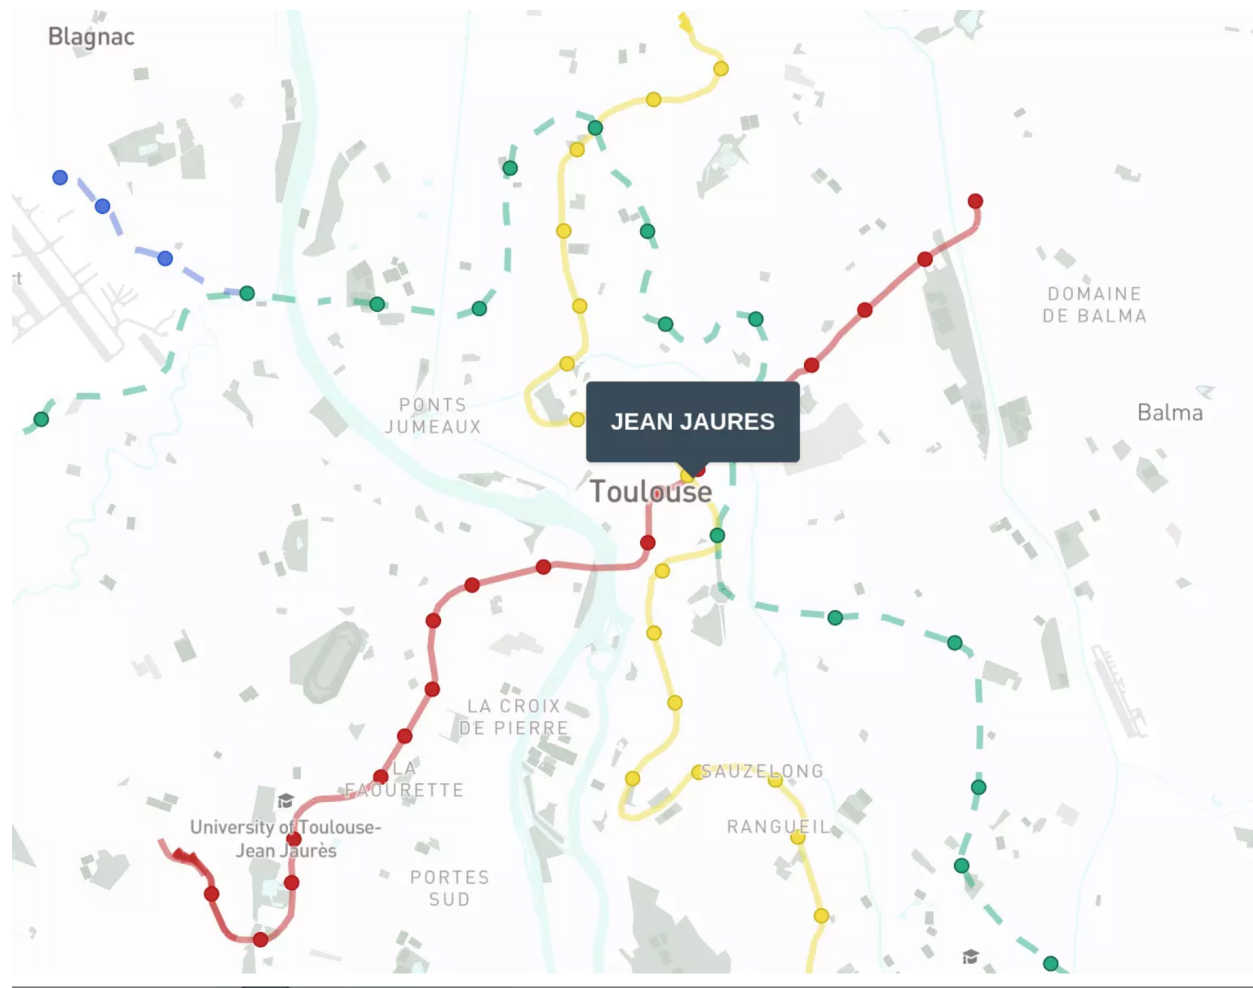 Blagnac
rt
DOMAINE
DE BALMA
PONTS
JUMEAUX
Balma
JEAN JAURES
Toulouse
LA CROIX
DE PIERRE
LA
FAOURETTE
SAUZELONG
University of Toulouse-
Jean Jaurès
RANGUEIL
PORTES
SUD